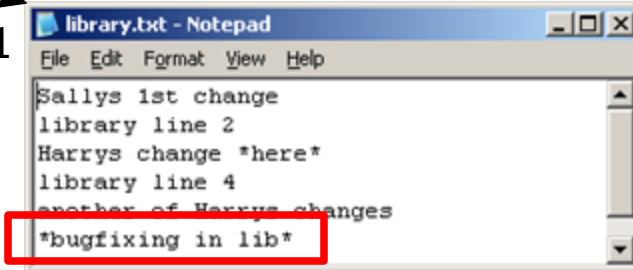 1
library.txt - Notepad
File Edit Format View Help
Sallys 1st change
library line 2
Harrys change *here*
library line 4
another of Harrys changes
*bugfixing in lib*